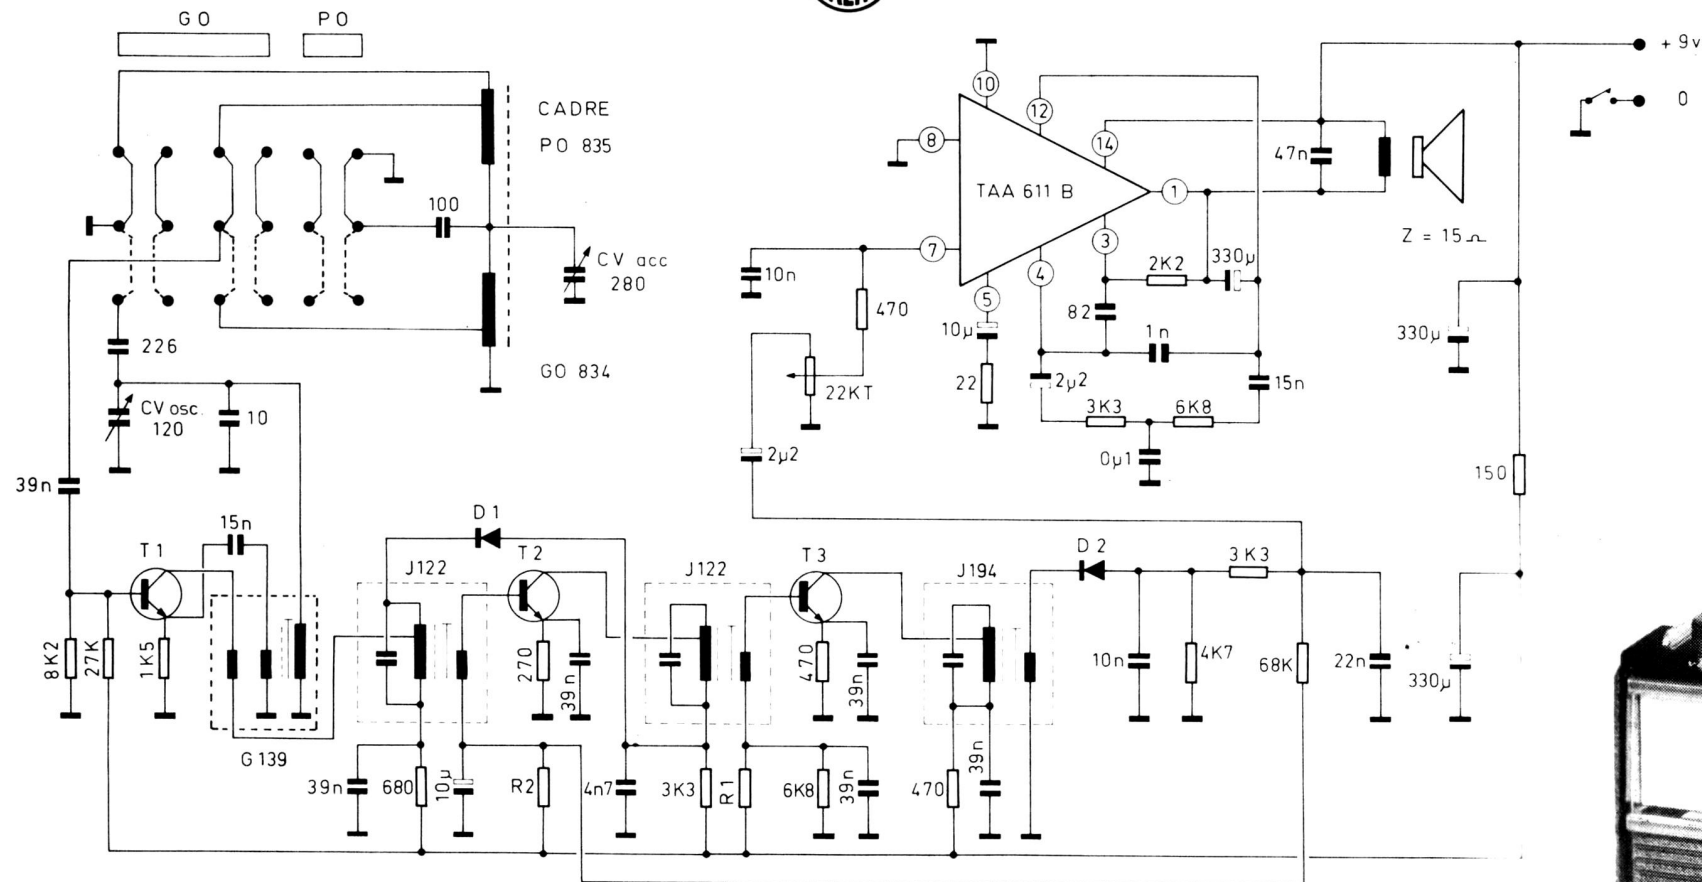 GO PO
+ 9v
0
CADRE
PO 835
10
12
8
14
47n
TAA 611 B
1
100
Z = 15 Ω
7
3
CV acc
280
10n
4
2K2
330µ
5
470
82
10µ
1n
330µ
226
GO 834
22KT
22
2µ2
15n
CV osc.
120
10
3K3
6K8
2µ2
0µ1
150
39n
D1
15n
T1
T2
T3
D2
3K3
J122
J122
J194
8K2
27K
1K5
270
39n
470
39n
10n
4K7
68K
22n
330µ
G139
39n
680
10µ
R2
4n7
3K3
R1
6K8
39n
470
39n